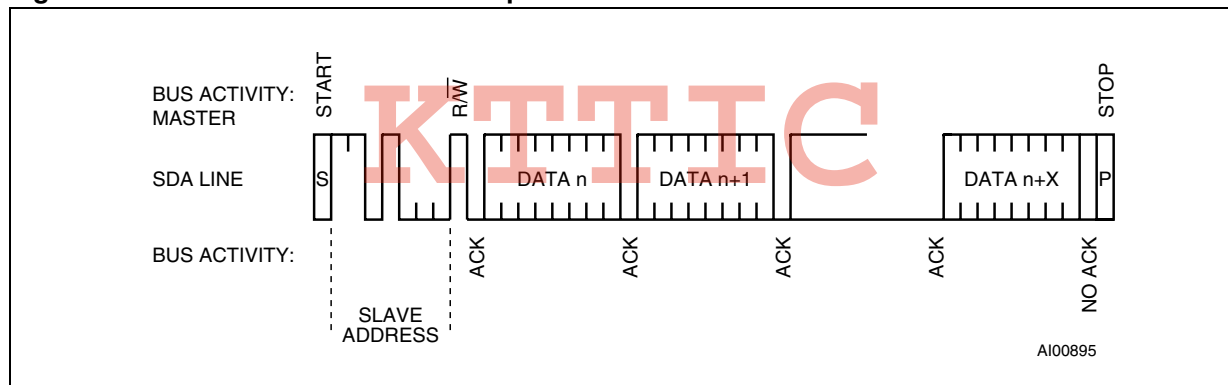 START
R/W
STOP
BUS ACTIVITY:
MASTER
KTTIC
SDA LINE
S
DATA n
DATA n+1
DATA n+X
P
BUS ACTIVITY:
ACK
ACK
ACK
ACK
NO ACK
SLAVE
ADDRESS
AI00895